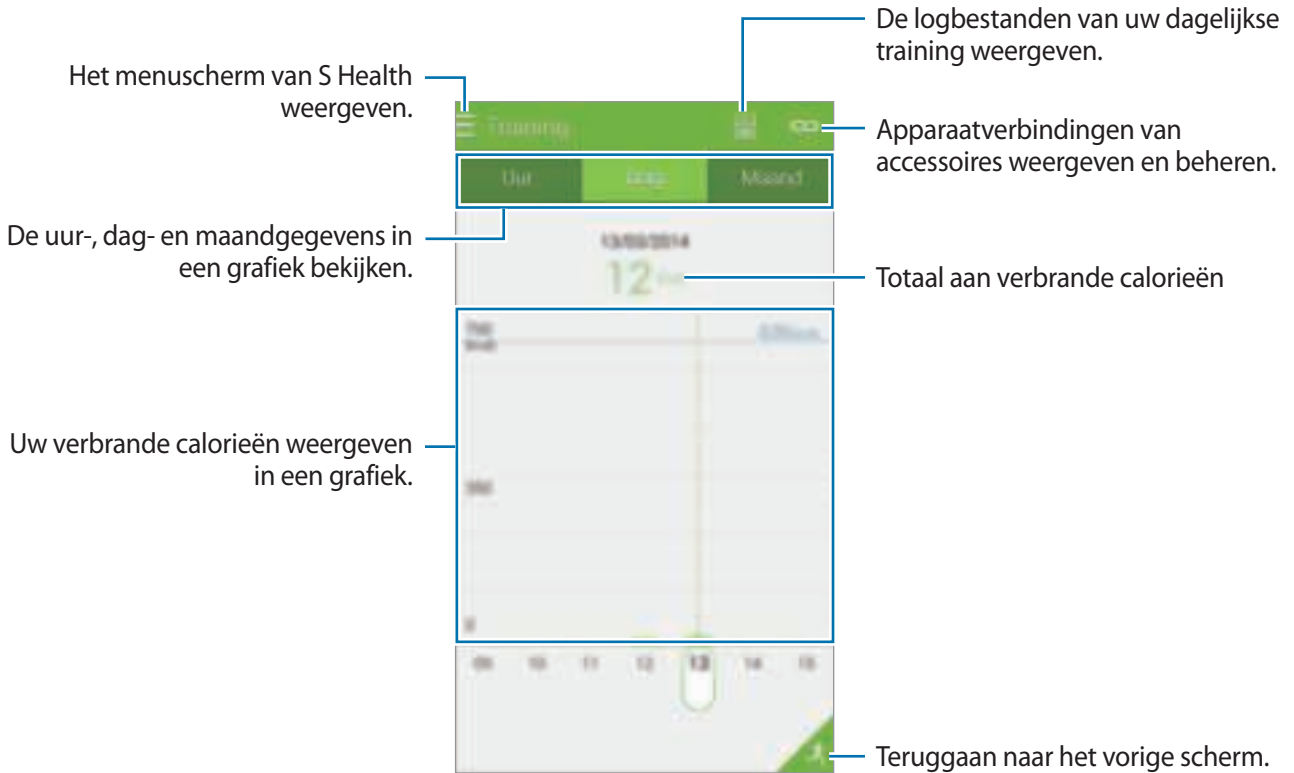 De logbestanden van uw dagelijkse
training weergeven.
Het menuscherm van S Health
weergeven.
Training
Apparaatverbindingen van
accessoires weergeven en beheren.
Uur
Maand
De uur-, dag- en maandgegevens in
een grafiek bekijken.
13/03/2014
12
Totaal aan verbrande calorieën
Uw verbrande calorieën weergeven
in een grafiek.
09 10 11 12 13 14 15
Teruggaan naar het vorige scherm.